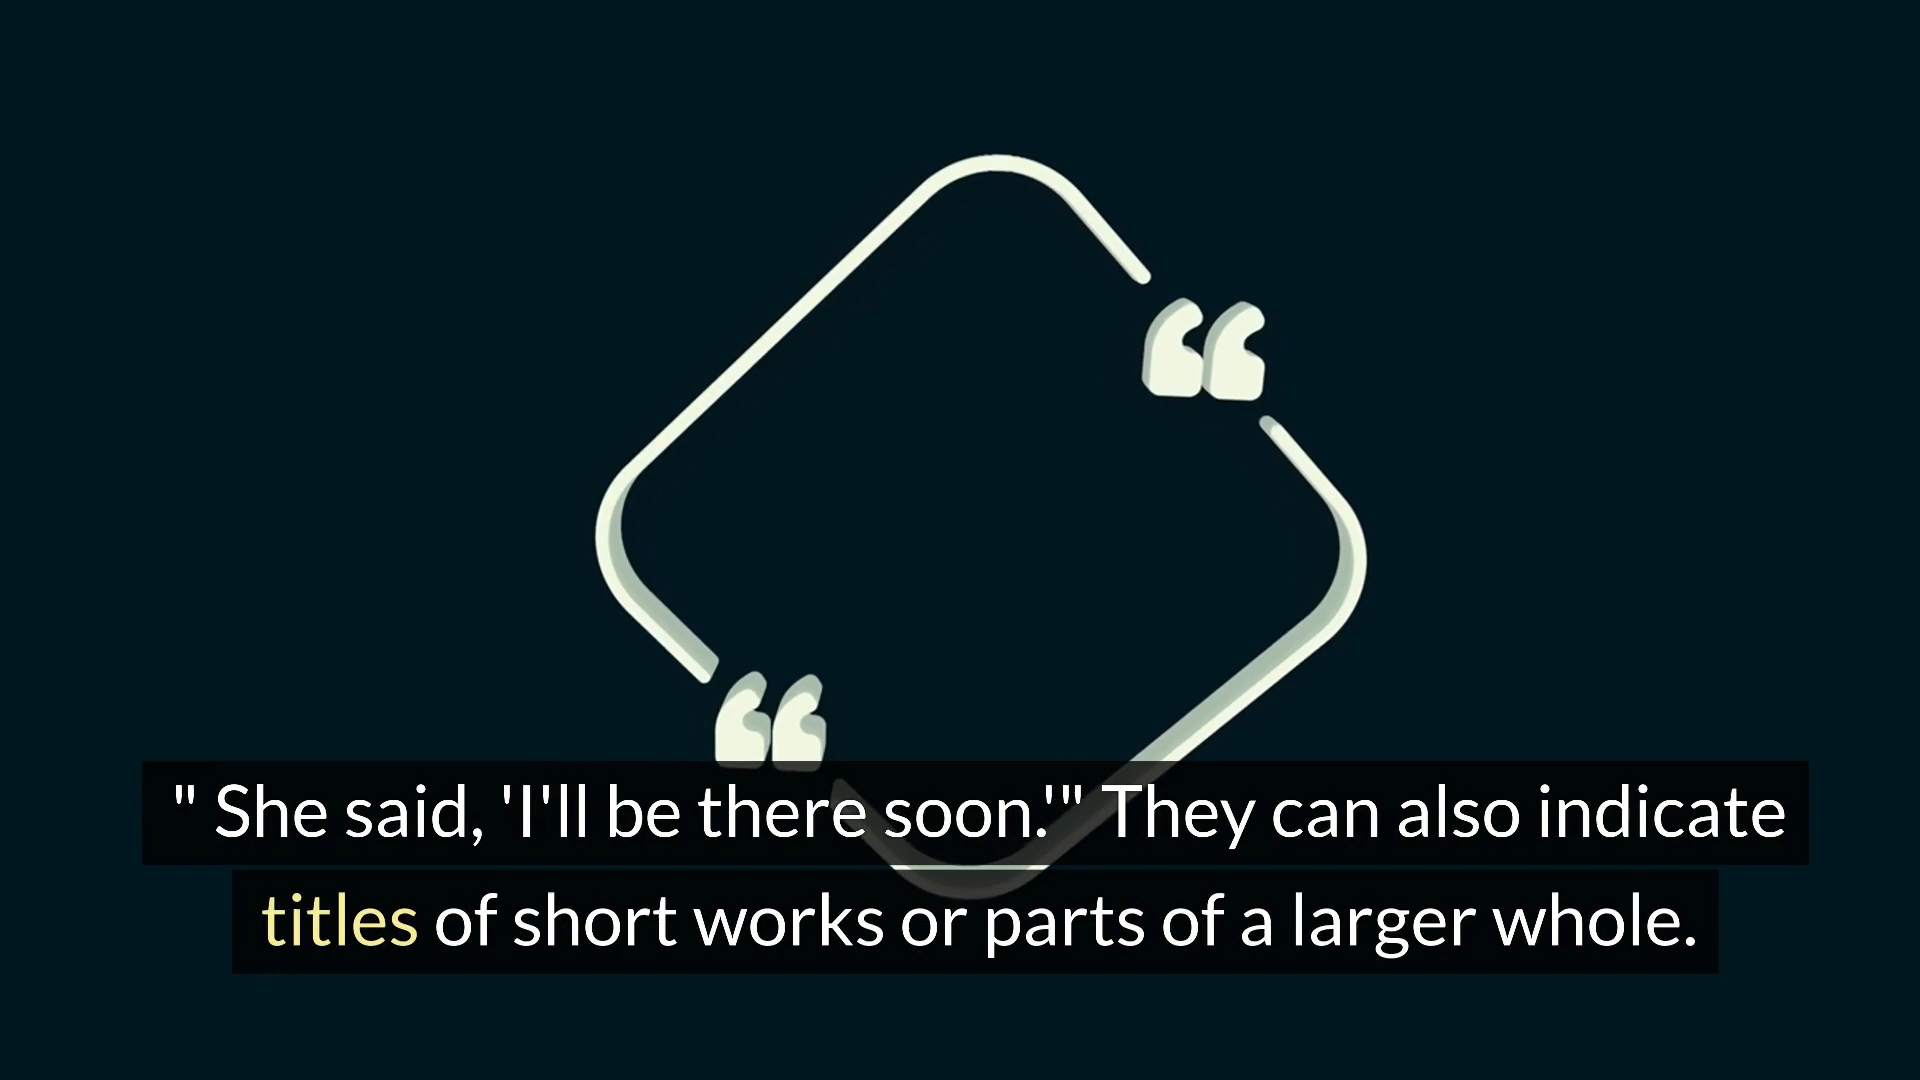 " She said, 'I'll be there soon.'" They can also indicate
titles of short works or parts of a larger whole.